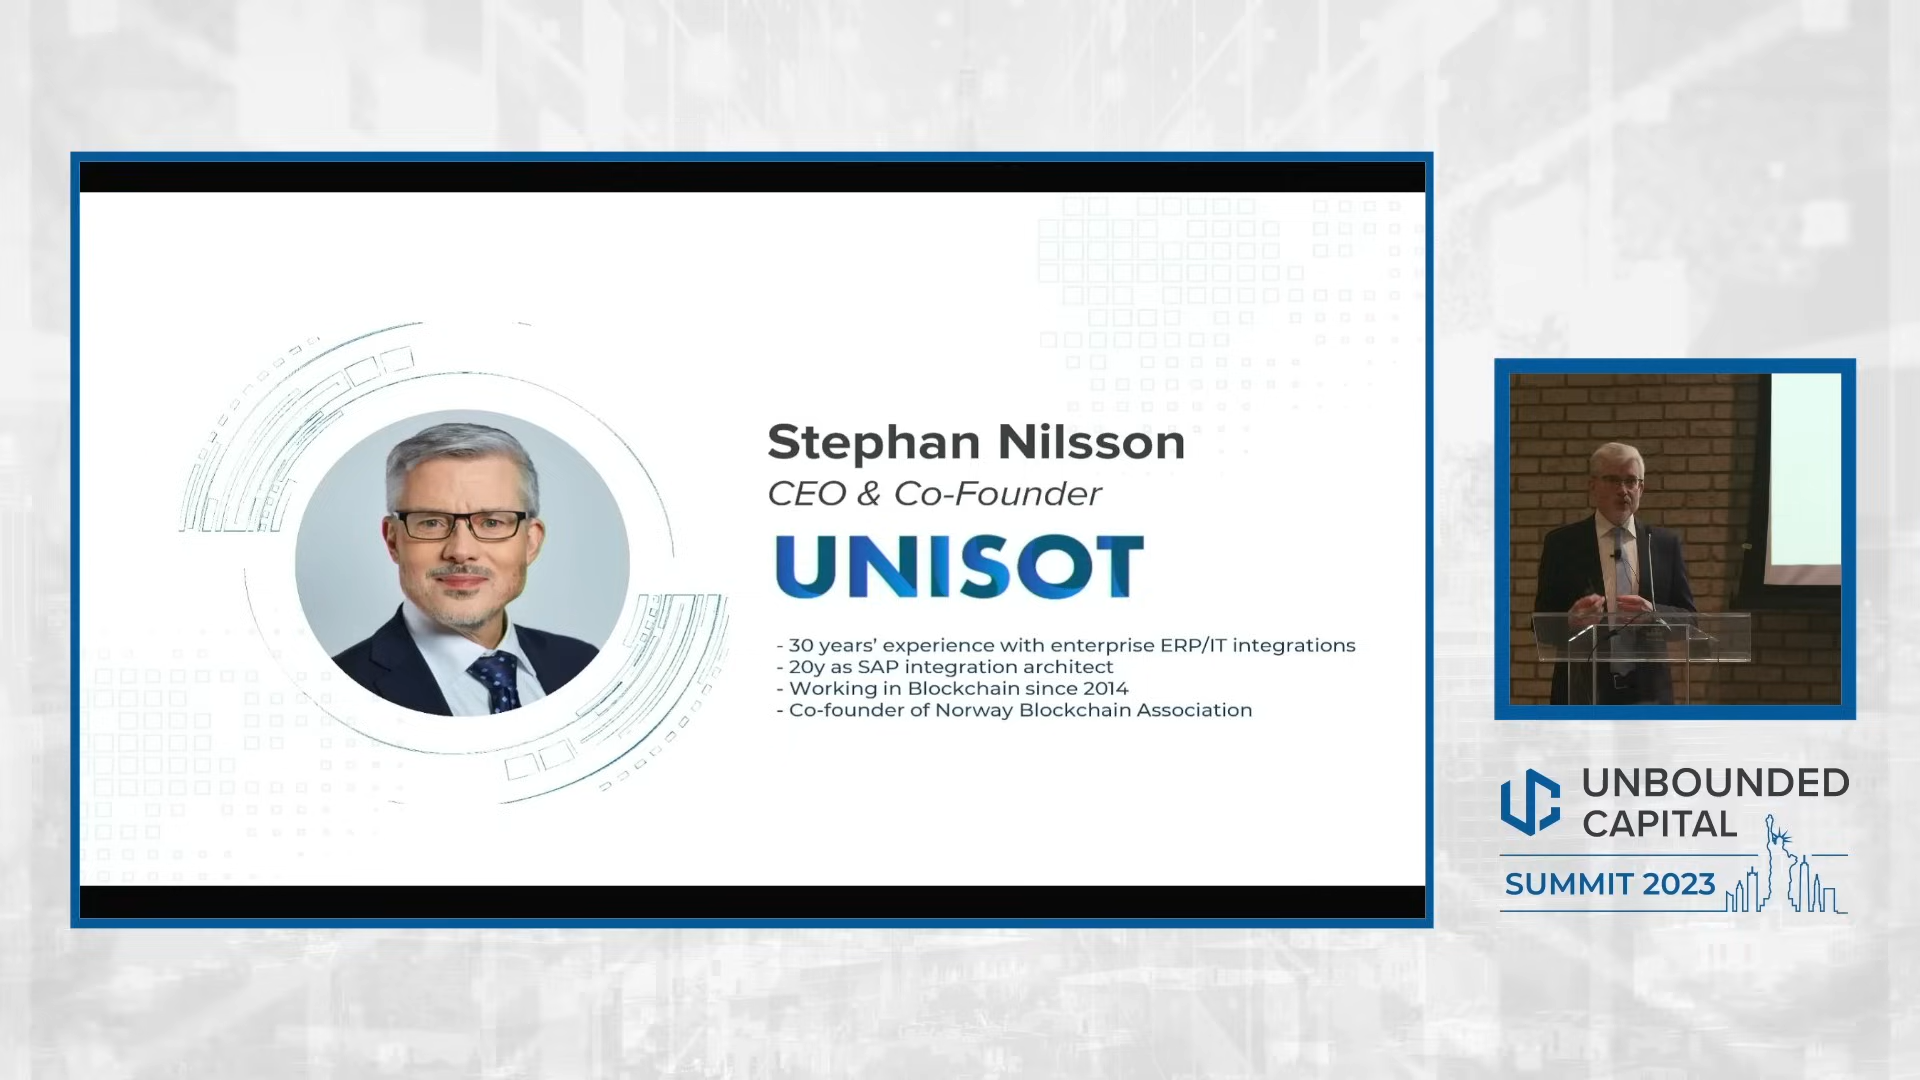 Stephan Nilsson
CEO & Co-Founder
UNISOT
- 30 years’ experience with enterprise ERP/IT integrations
- 20y as SAP integration architect
- Working in Blockchain since 2014
- Co-founder of Norway Blockchain Association
UNBOUNDED
CAPITAL
SUMMIT 2023